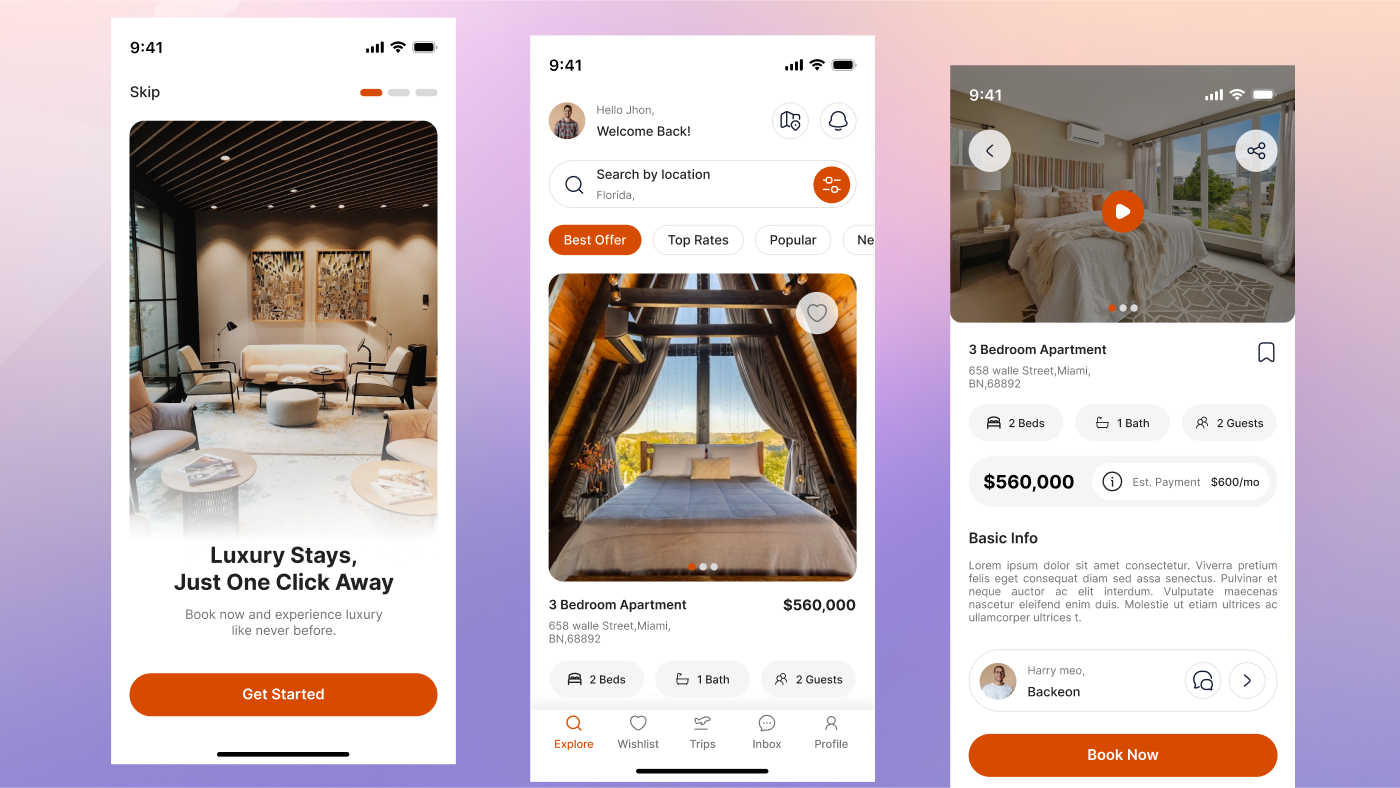 9:41
Skip
Luxury Stays,
Just One Click Away
Book now and experience luxury
like never before.
Get Started
9:41
Hello Jhon,
Welcome Back!
Search by location
Florida,
Best Offer
Top Rates
Popular
Ne
3 Bedroom Apartment
$560,000
658 walle Street,Miami,
BN,68892
2 Beds
1 Bath
2 Guests
Explore
Wishlist
Trips
Inbox
Profile
9:41
3 Bedroom Apartment
658 walle Street,Miami,
BN,68892
2 Beds
1 Bath
2 Guests
$560,000
Est. Payment
$600/mo
Basic Info
Lorem ipsum dolor sit amet consectetur. Viverra pretium
felis eget consequat diam sed assa senectus. Pulvinar et
neque auctor ac elit interdum. Vulputate maecenas
nascetur eleifend enim duis. Molestie ut etiam ultrices ac
ullamcorper ultrices t.
Harry meo,
Backeon
Book Now